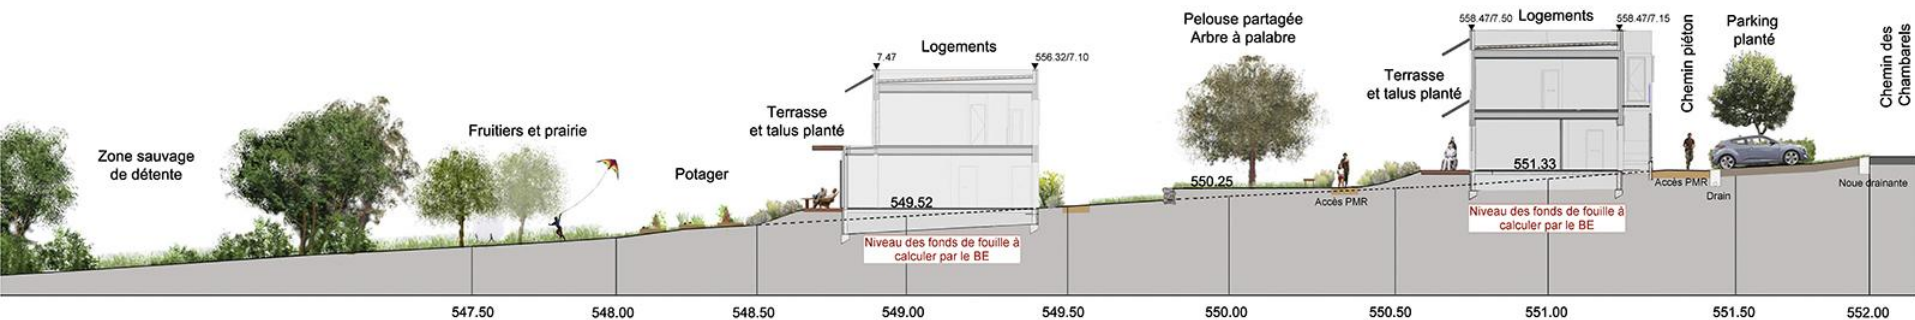 Zone sauvage
de détente
Fruitiers et prairie
Potager
Terrasse
et talus planté
7.47
Logements
556.32/7.10
549.52
Niveau des fonds de fouille à
calculer par le BE
Pelouse partagée
Arbre à palabre
550.25
Accès PMR
Terrasse
et talus planté
558.47/7.50
Logements
558.47/7.15
551.33
Niveau des fonds de fouille à
calculer par le BE
Chemin piéton
Accès PMR
Drain
Parking
planté
Noue drainante
Chemin des
Chambarels
547.50
548.00
548.50
549.00
549.50
550.00
550.50
551.00
551.50
552.00